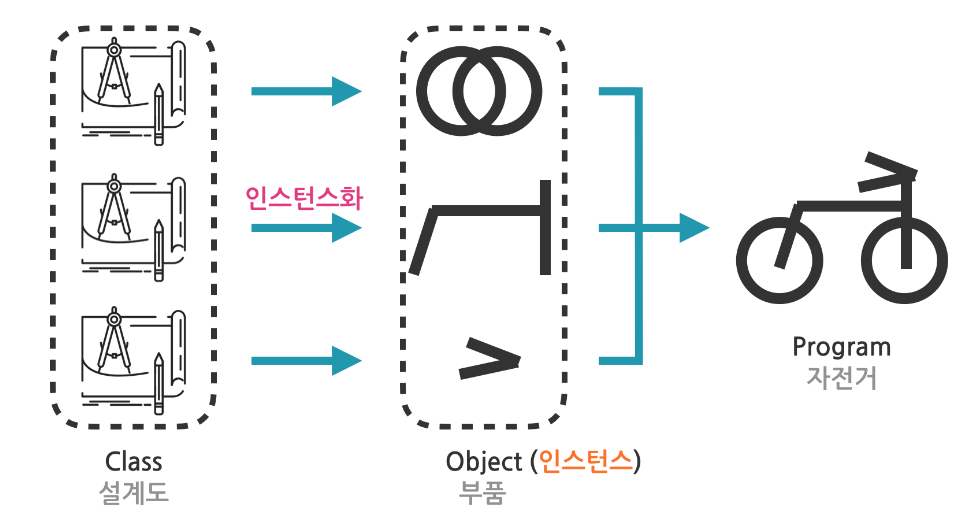 인스턴스화
Class
설계도
Object (인스턴스)
부품
Program
자전거